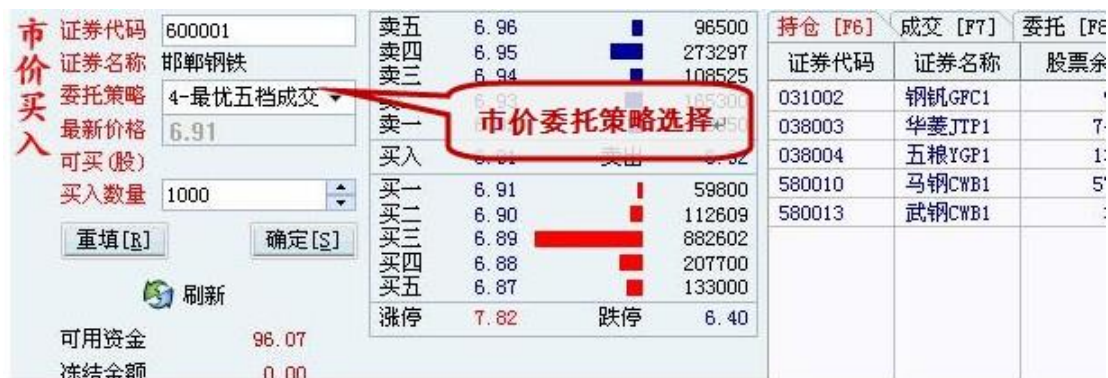 市价买入
证券代码 600001
证券名称 邯郸钢铁
委托策略 4-最优五档成交
最新价格 6.91
可买(股)
买入数量 1000
重填[R] 确定[S]
刷新
可用资金 96.07
冻结金额 0.00
卖五 6.96 96500
卖四 6.95 273297
卖三 6.94 108525
6.93 165300
卖一
市价委托策略选择
买入 6.91 卖出 6.92
买一 6.91 59800
买二 6.90 112609
买三 6.89 882602
买四 6.88 207700
买五 6.87 133000
涨停 7.82 跌停 6.40
持仓 [F6] 成交 [F7] 委托 [F8
证券代码 证券名称 股票余
031002 钢钒GFC1
038003 华菱JTP1
038004 五粮YGP1
580010 马钢CWB1
580013 武钢CWB1